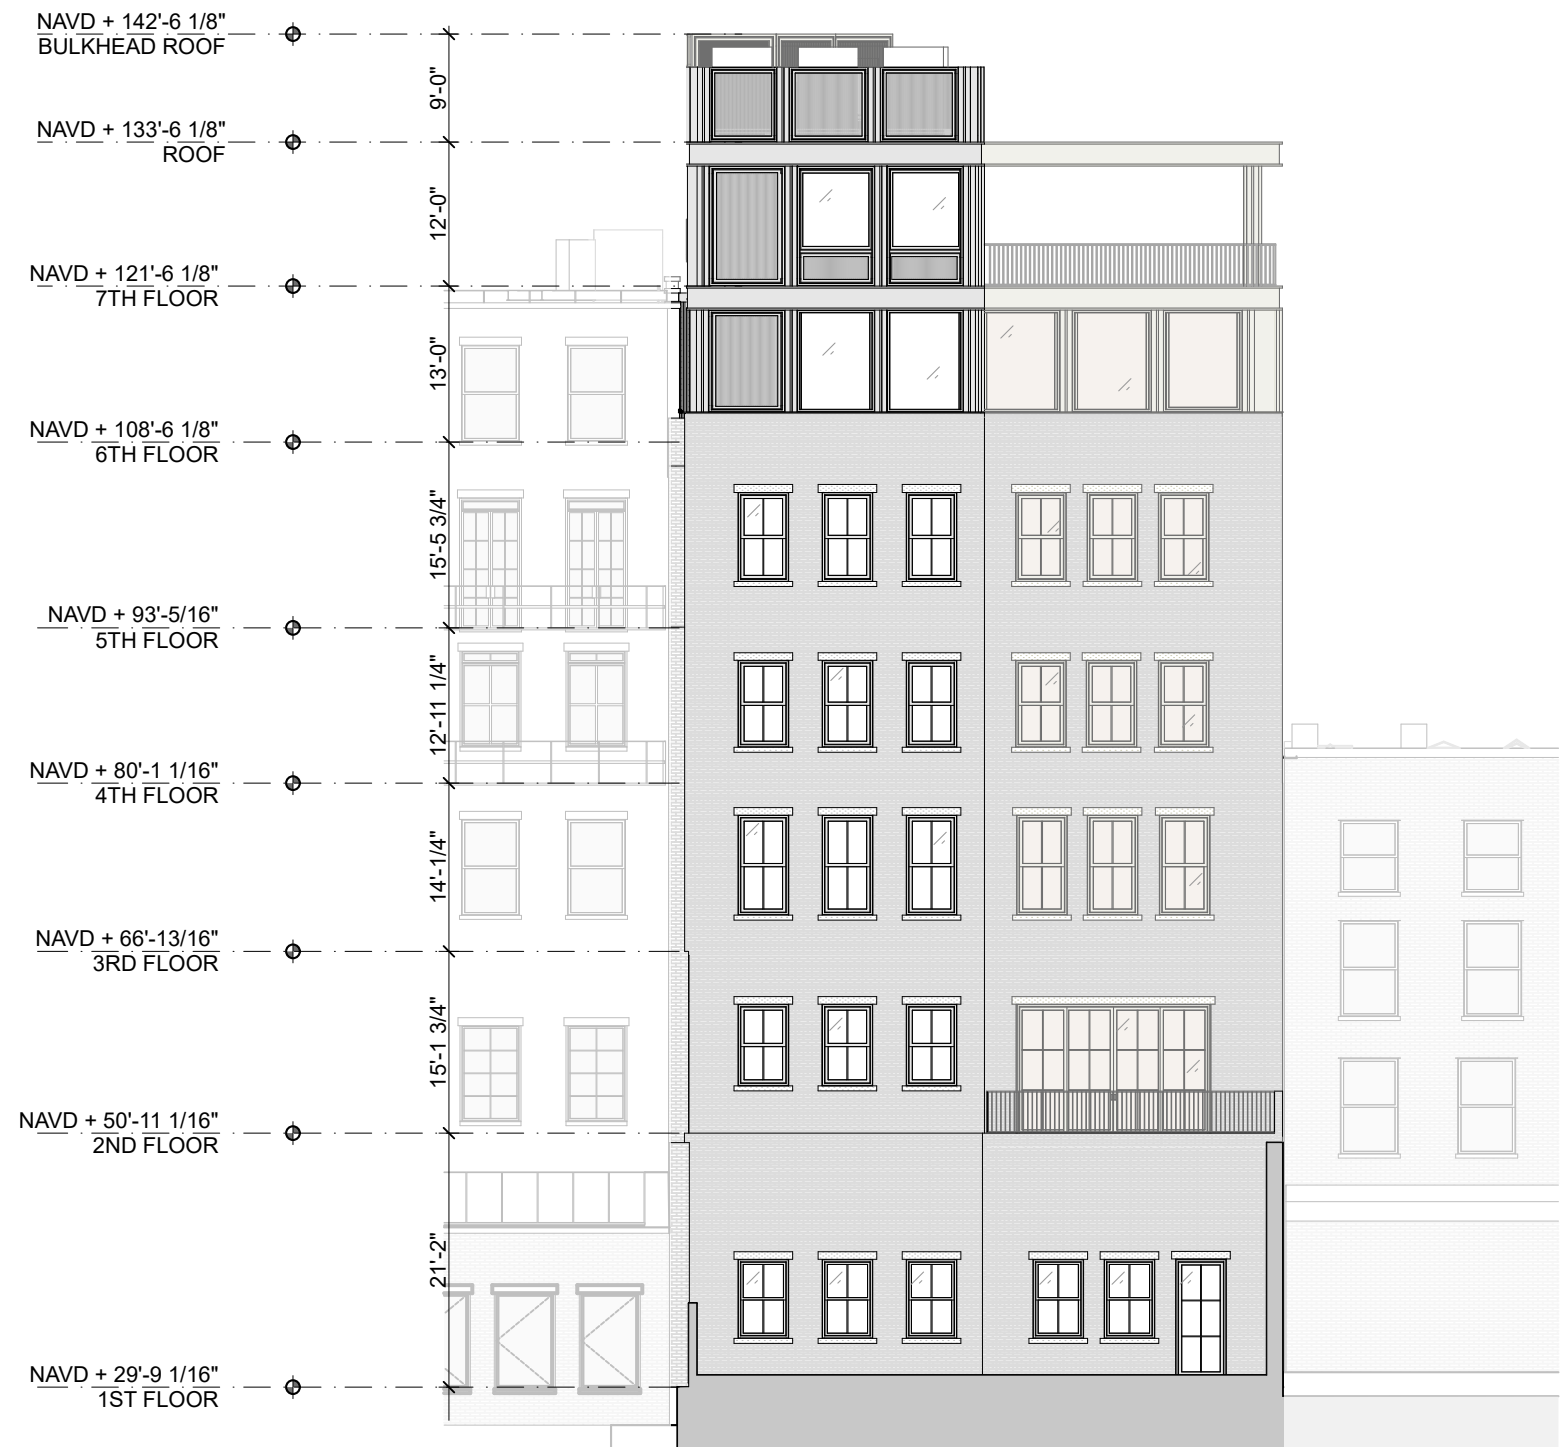 NAVD + 142'-6 1/8"
BULKHEAD ROOF
9'-0"
NAVD + 133'-6 1/8"
ROOF
12'-0"
NAVD + 121'-6 1/8"
7TH FLOOR
13'-0"
NAVD + 108'-6 1/8"
6TH FLOOR
15'-5 3/4"
NAVD + 93'-5/16"
5TH FLOOR
12'-11 1/4"
NAVD + 80'-1 1/16"
4TH FLOOR
14'-1/4"
NAVD + 66'-13/16"
3RD FLOOR
15'-1 3/4"
NAVD + 50'-11 1/16"
2ND FLOOR
21'-2"
NAVD + 29'-9 1/16"
1ST FLOOR